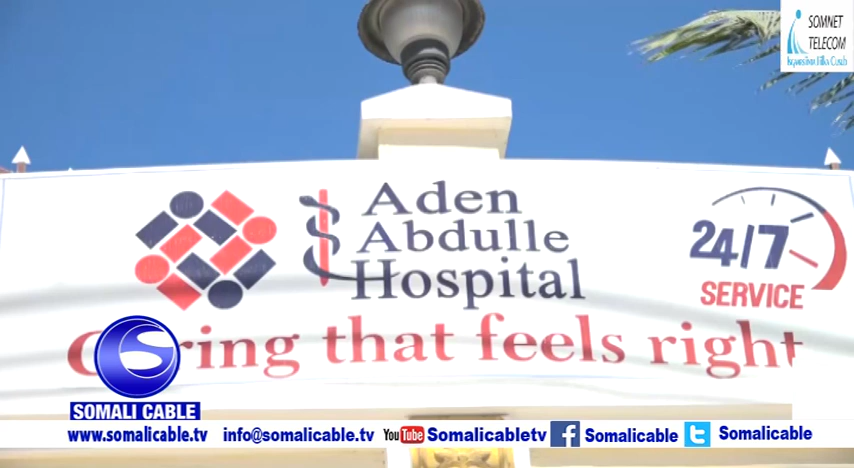 SOMNET
TELECOM
Aden
Abdulle
Hospital
24/7
SERVICE
Caring that feels right
SOMALI CABLE
www.somalicable.tv info@somalicable.tv YouTube Somalicabletv Somalicable Somalicable